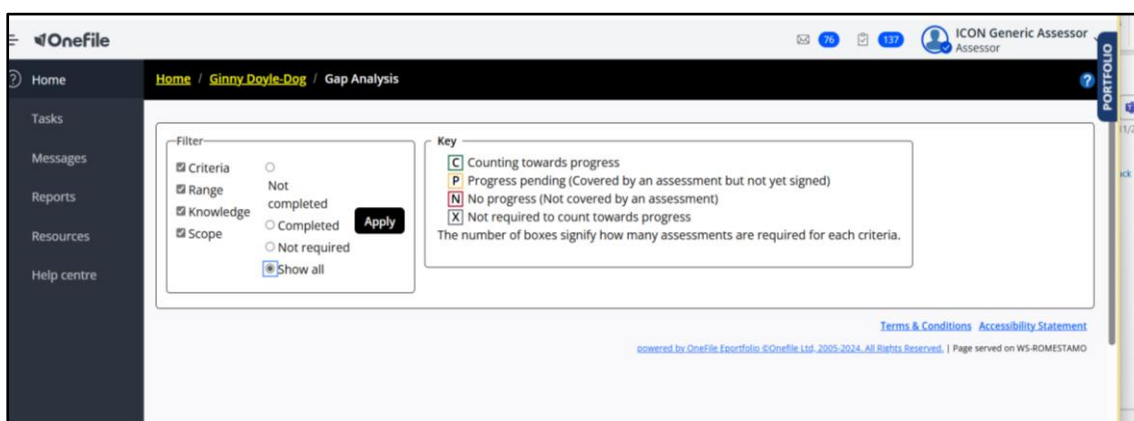 Onefile
76
137
ICON Generic Assessor
Assessor
PORTFOLIO
Home
Tasks
Messages
Reports
Resources
Help centre
Home / Ginny Doyle-Dog / Gap Analysis
?
Filter
Criteria
Range
Knowledge
Scope
Not completed
Completed
Not required
Show all
Apply
Key
C Counting towards progress
P Progress pending (Covered by an assessment but not yet signed)
N No progress (Not covered by an assessment)
X Not required to count towards progress
The number of boxes signify how many assessments are required for each criteria.
Terms & Conditions Accessibility Statement
powered by OneFile Eportfolio ©Onefile Ltd, 2005-2024. All Rights Reserved. | Page served on WS-ROMESTAMO